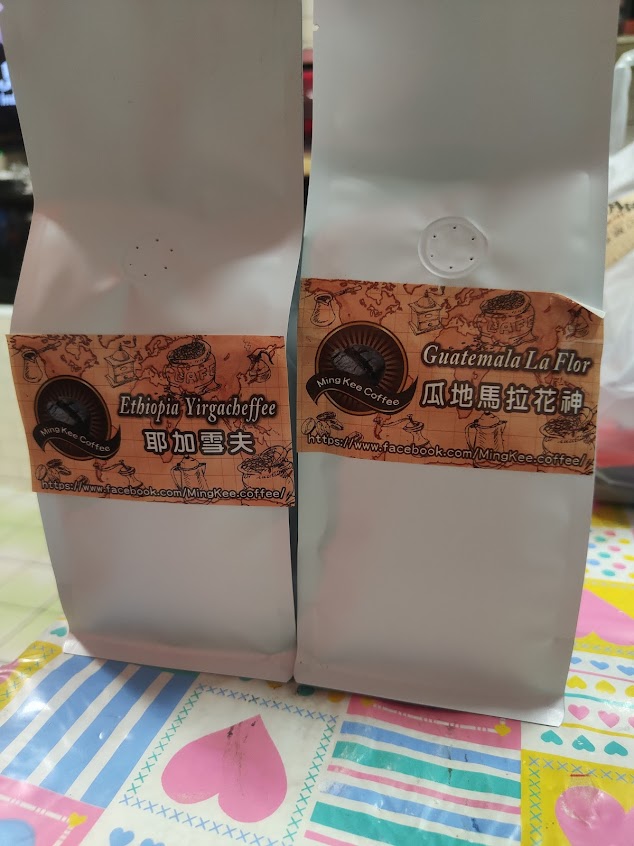 Ethiopia Yirgacheffee
Ming Kee Coffee
耶加雪夫
https://www.facebook.com/MingKee.coffee/
Guatemala La Flor
Ming Kee Coffee
瓜地馬拉花神
https://www.facebook.com/MingKee.coffee/